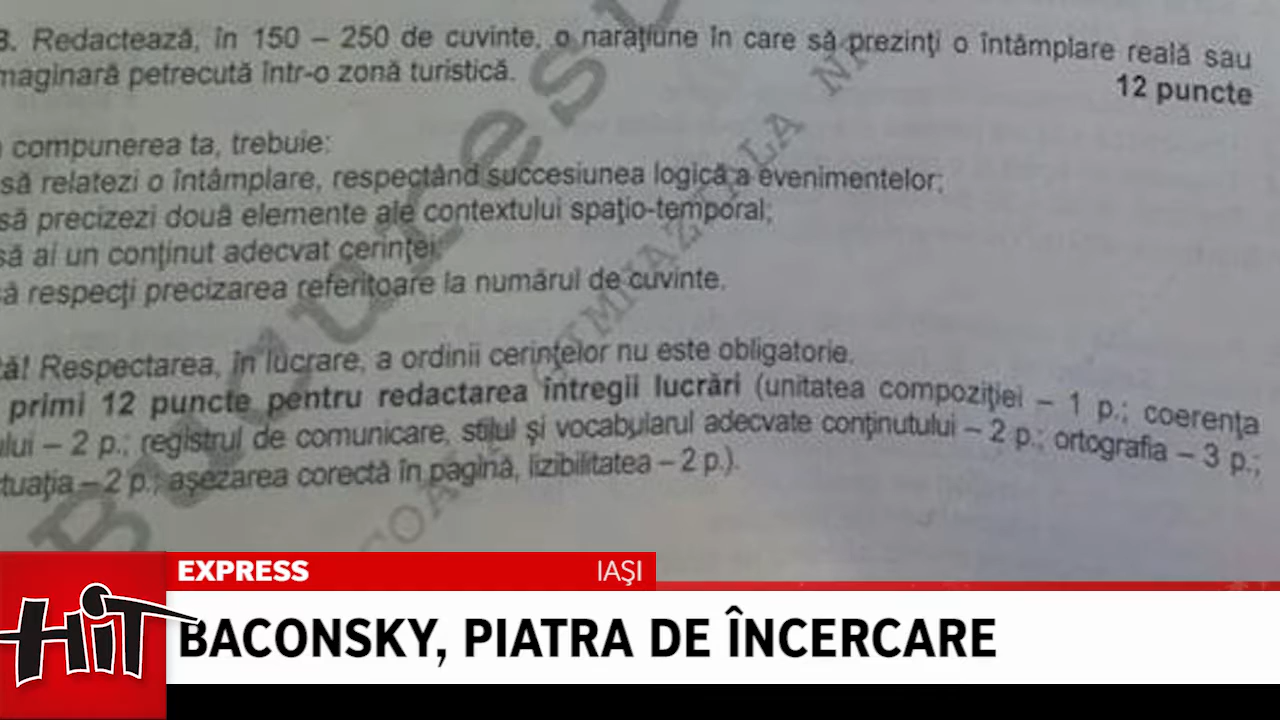 B. Redactează, în 150 – 250 de cuvinte, o narațiune în care să prezinți o întâmplare reală sau
maginară petrecută într-o zonă turistică.
12 puncte
compunerea ta, trebuie:
să relatezi o întâmplare, respectând succesiunea logică a evenimentelor;
să precizezi două elemente ale contextului spațio-temporal;
să ai un conținut adecvat cerinței;
să respecți precizarea referitoare la numărul de cuvinte.
tă! Respectarea, în lucrare, a ordinii cerințelor nu este obligatorie.
primi 12 puncte pentru redactarea întregii lucrări (unitatea compoziției – 1 p.; coerența
ului – 2 p.; registrul de comunicare, stilul și vocabularul adecvate conținutului – 2 p.; ortografia – 3 p.;
tuația – 2 p.; așezarea corectă în pagină, lizibilitatea – 2 p.).
EXPRESS IAȘI
HiT
BACONSKY, PIATRA DE ÎNCERCARE